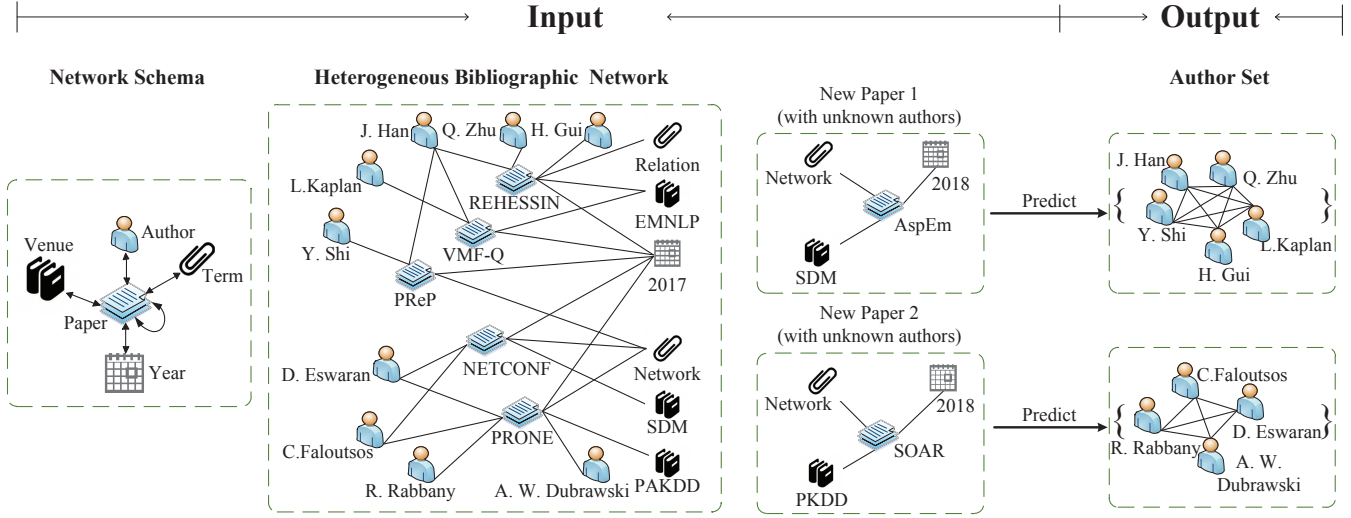 Input
Output
Network Schema
Heterogeneous Bibliographic Network
Author Set
Venue
Author
Term
Paper
Year
J. Han
Q. Zhu
H. Gui
Relation
L.Kaplan
REHESSIN
EMNLP
Y. Shi
VMF-Q
2017
PReP
NETCONF
Network
D. Eswaran
SDM
PRONE
C.Faloutsos
PAKDD
R. Rabbany
A. W. Dubrawski
New Paper 1
(with unknown authors)
Network
2018
AspEm
SDM
Predict
New Paper 2
(with unknown authors)
Network
2018
SOAR
PKDD
Predict
J. Han
Q. Zhu
{ }
Y. Shi
L.Kaplan
H. Gui
C.Faloutsos
{ }
D. Eswaran
R. Rabbany
A. W.
Dubrawski